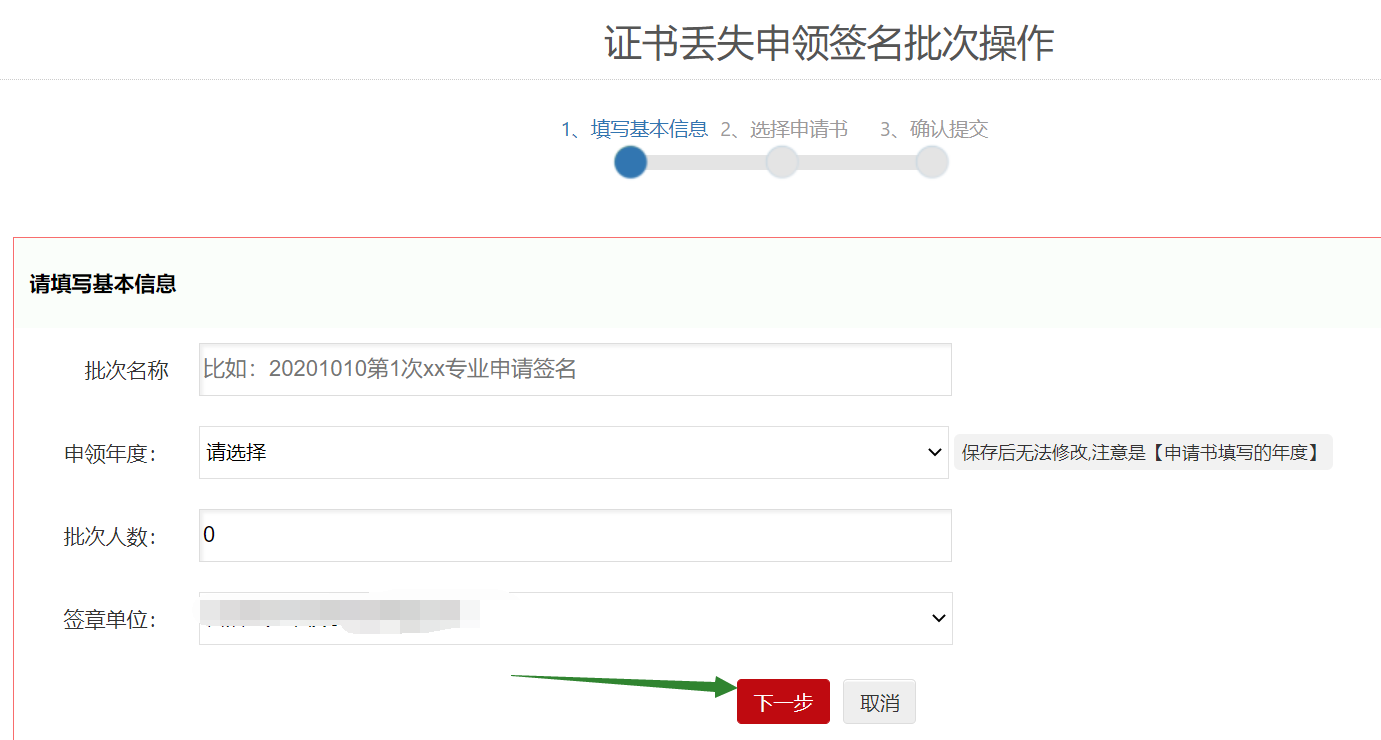 证书丢失申领签名批次操作
1、填写基本信息 2、选择申请书 3、确认提交
请填写基本信息
批次名称 比如：20201010第1次xx专业申请签名
申领年度： 请选择 保存后无法修改,注意是【申请书填写的年度】
批次人数： 0
签章单位：
下一步 取消